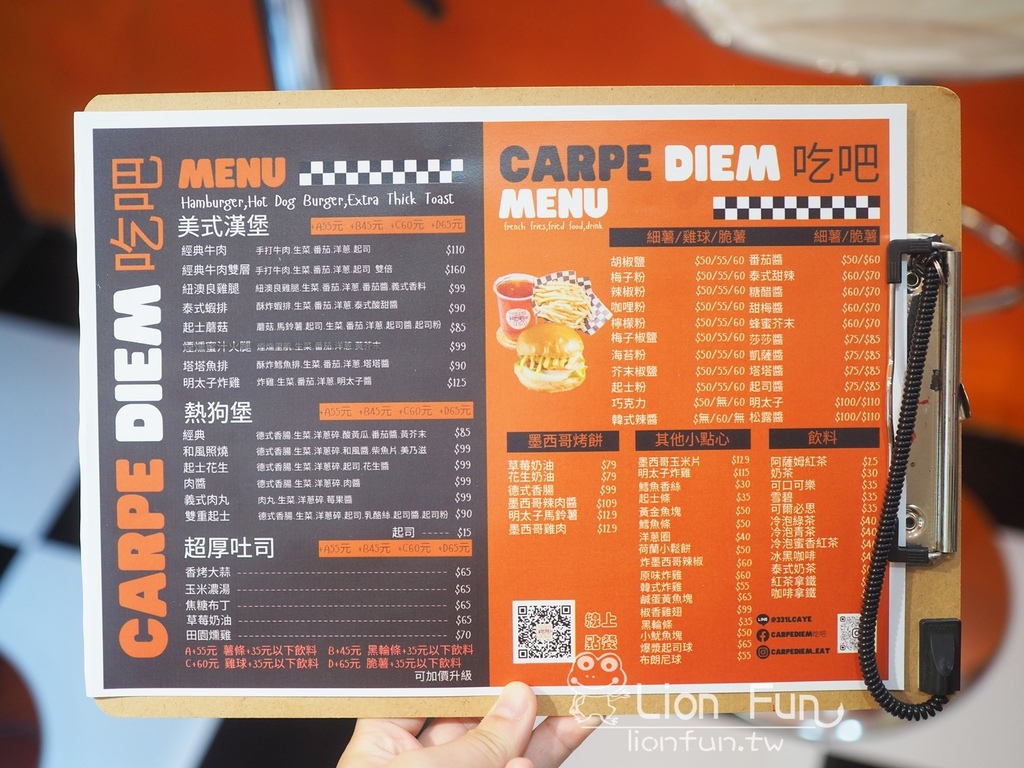 CARPE DIEM 吃吧
MENU
Hamburger,Hot Dog Burger,Extra Thick Toast
美式漢堡 +A55元 +B45元 +C60元 +D65元
經典牛肉 手打牛肉.生菜.番茄.洋蔥.起司 $110
經典牛肉雙層 手打牛肉.生菜.番茄.洋蔥.起司 雙倍 $160
紐澳良雞腿 紐澳良雞腿.生菜.番茄.洋蔥.番茄醬.義式香料 $99
泰式蝦排 酥炸蝦排.生菜.番茄.洋蔥.泰式酸甜醬 $90
起士蘑菇 蘑菇.馬鈴薯.起司.生菜.番茄.洋蔥.起司醬.起司粉 $85
煙燻蜜汁火腿 $99
塔塔魚排 酥炸鱈魚排.生菜.番茄.洋蔥.塔塔醬 $90
明太子炸雞 炸雞.生菜.番茄.洋蔥.明太子醬 $125
熱狗堡 +A55元 +B45元 +C60元 +D65元
經典 德式香腸.生菜.洋蔥碎.酸黃瓜.番茄醬.黃芥末 $85
和風照燒 德式香腸.生菜.洋蔥碎.和風醬.柴魚片.美乃滋 $99
起士花生 德式香腸.生菜.洋蔥碎.起司.花生醬 $99
肉醬 德式香腸.生菜.洋蔥碎.肉醬 $99
義式肉丸 肉丸.生菜.洋蔥碎.莓果醬 $99
雙重起士 德式香腸.生菜.洋蔥碎.起司.乳酪絲.起司醬.起司粉 $90
起司 ----- $15
超厚吐司 +A55元 +B45元 +C60元 +D65元
香烤大蒜 $65
玉米濃湯 $65
焦糖布丁 $65
草莓奶油 $65
田園燻雞 $70
A+55元 薯條+35元以下飲料 B+45元 黑輪條+35元以下飲料
C+60元 雞球+35元以下飲料 D+65元 脆薯+35元以下飲料
可加價升級
CARPE DIEM 吃吧
MENU
french fries,fried food,drink
細薯/雞球/脆薯 細薯/脆薯
胡椒鹽 $50/55/60 番茄醬 $50/$60
梅子粉 $50/55/60 泰式甜辣 $60/$70
辣椒粉 $50/55/60 糖醋醬 $60/$70
咖哩粉 $50/55/60 甜梅醬 $60/$70
檸檬粉 $50/55/60 蜂蜜芥末 $60/$70
梅子椒鹽 $50/55/60 莎莎醬 $75/$85
海苔粉 $50/55/60 凱薩醬 $75/$85
芥末椒鹽 $50/55/60 塔塔醬 $75/$85
起士粉 $50/55/60 起司醬 $75/$85
巧克力 $50/無/60 明太子 $100/$110
韓式辣醬 $無/60/無 松露醬 $100/$110
墨西哥烤餅
草莓奶油 $79
花生奶油 $79
德式香腸 $99
墨西哥辣肉醬 $109
明太子馬鈴薯 $129
墨西哥雞肉 $129
其他小點心
墨西哥玉米片 $129
明太子炸雞 $115
鱈魚香絲 $30
起士條 $35
黃金魚塊 $50
鱈魚條 $50
洋蔥圈 $40
荷蘭小鬆餅 $50
炸墨西哥辣椒 $60
原味炸雞 $60
韓式炸雞 $55
鹹蛋黃魚塊 $65
椒香雞翅 $99
黑輪條 $35
小魷魚塊 $50
爆漿起司球 $65
布朗尼球 $55
飲料
阿薩姆紅茶 $25
奶茶 $30
可口可樂 $35
雪碧 $35
可爾必思 $35
冷泡綠茶 $40
冷泡青茶 $40
冷泡蜜香紅茶 $40
冰黑咖啡
泰式奶茶
紅茶拿鐵
咖啡拿鐵
線上
點餐
LINE @331LCAYE
CARPEDIEM吃吧
CARPEDIEM.EAT
Lion Fun
lionfun.tw